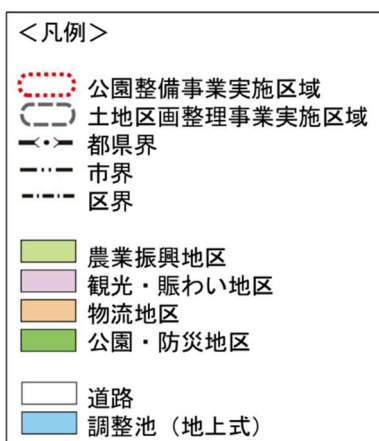 ＜凡例＞
公園整備事業実施区域
土地区画整理事業実施区域
都県界
市界
区界
農業振興地区
観光・賑わい地区
物流地区
公園・防災地区
道路
調整池（地上式）